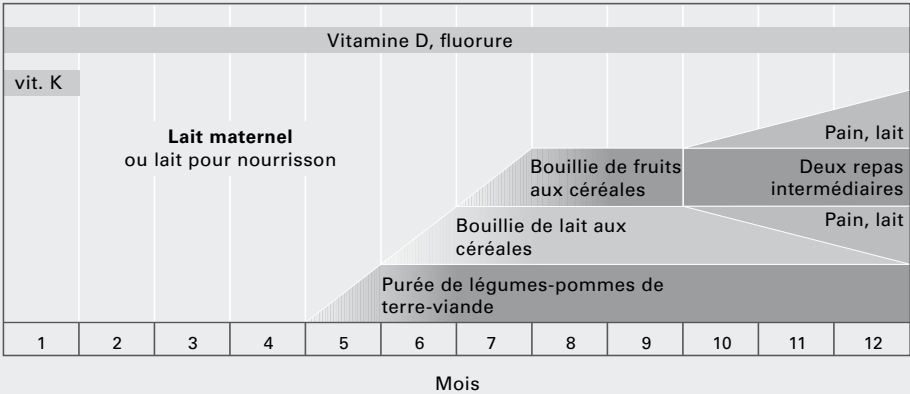 Vitamine D, fluorure
vit. K
Lait maternel
ou lait pour nourrisson
Pain, lait
Bouillie de fruits
aux céréales
Deux repas
intermédiaires
Bouillie de lait aux
céréales
Pain, lait
Purée de légumes-pommes de
terre-viande
1 2 3 4 5 6 7 8 9 10 11 12
Mois